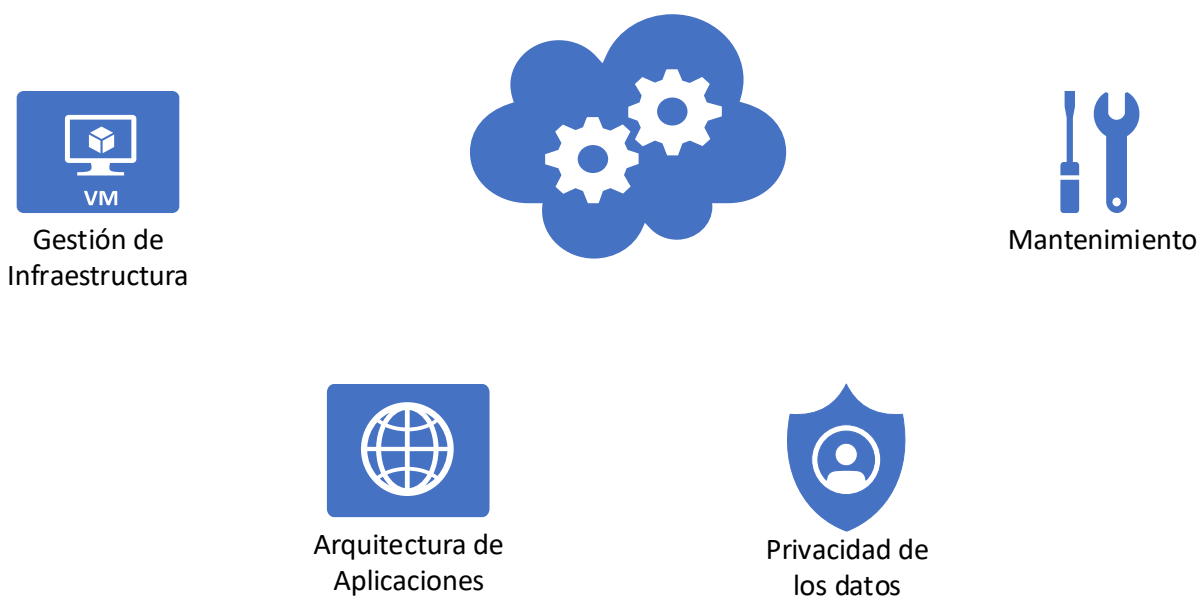 VM
Gestión de
Infraestructura
Mantenimiento
Arquitectura de
Aplicaciones
Privacidad de
los datos